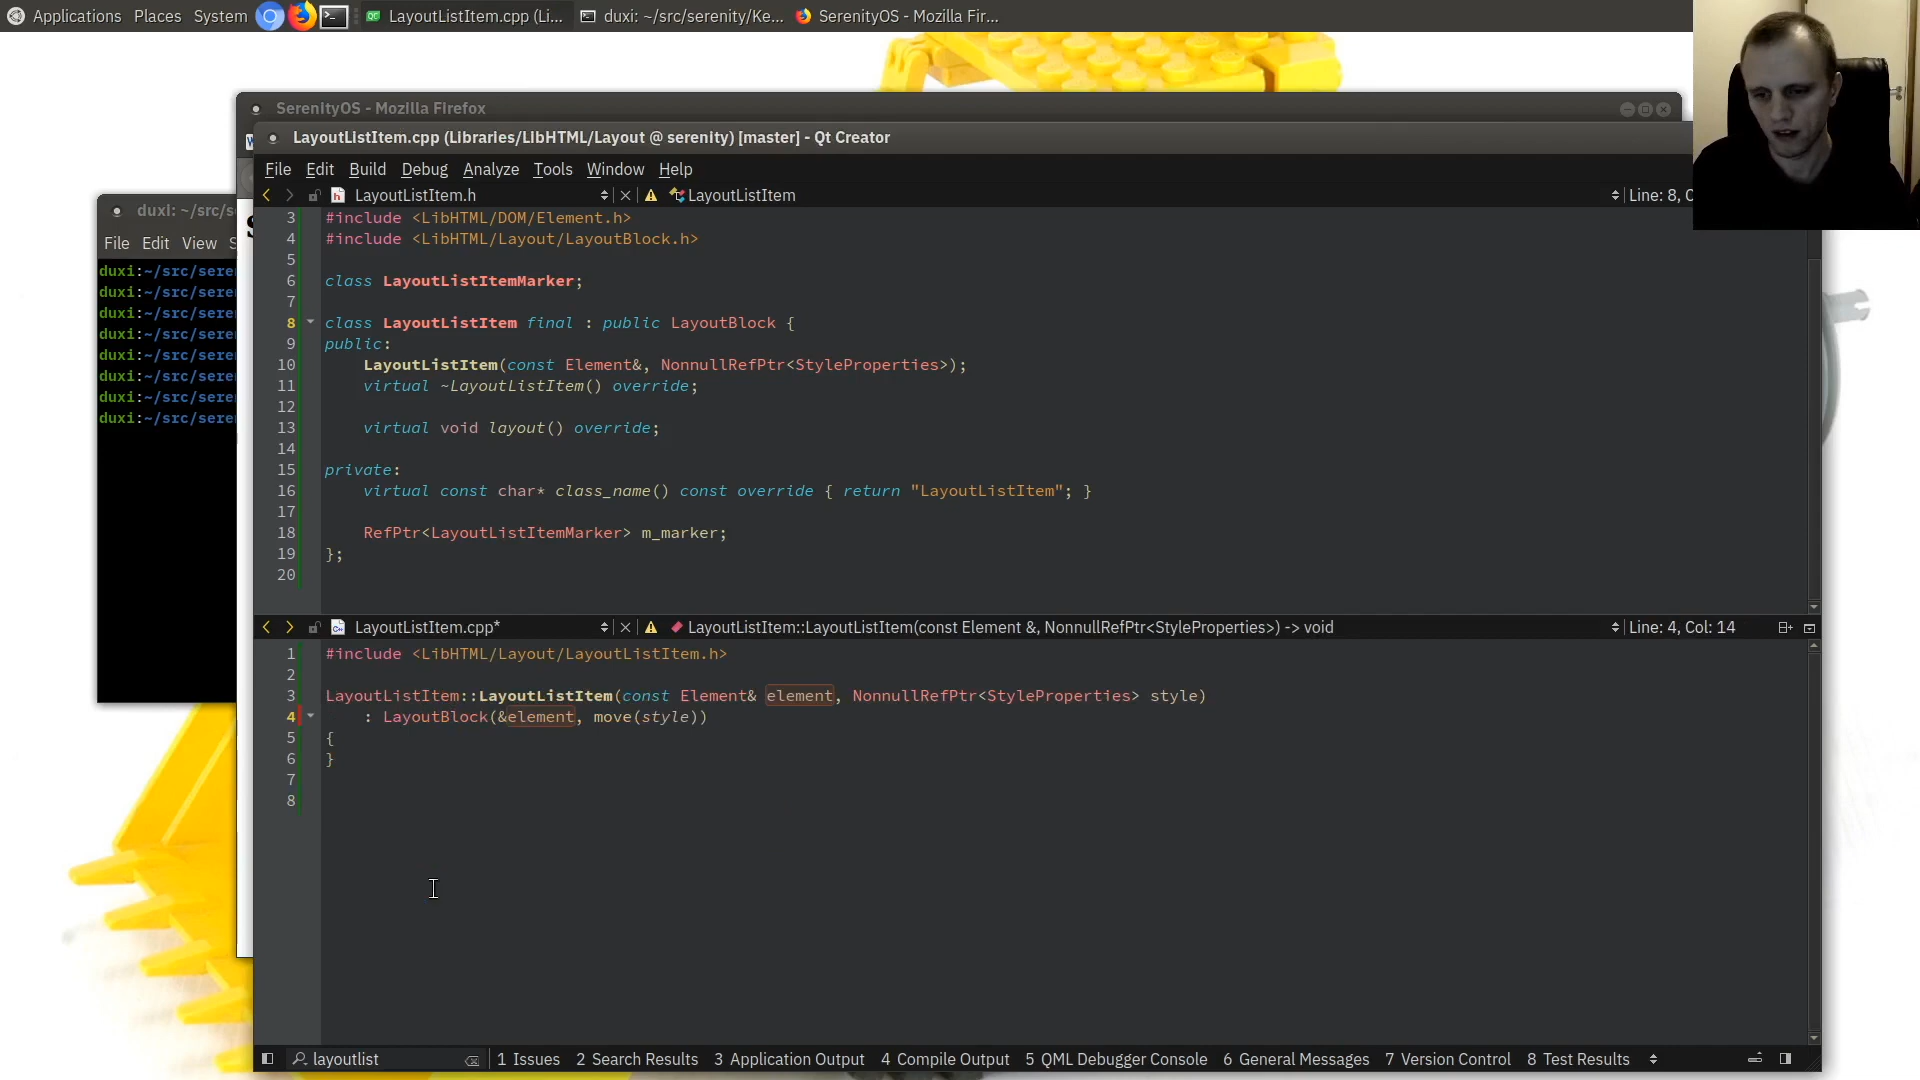 Applications Places System LayoutListItem.cpp (Li... duxi: ~/src/serenity/Ke... SerenityOS - Mozilla Fir...
SerenityOS - Mozilla Firefox
LayoutListItem.cpp (Libraries/LibHTML/Layout @ serenity) [master] - Qt Creator
File Edit Build Debug Analyze Tools Window Help
LayoutListItem.h LayoutListItem Line: 8, C
3 #include <LibHTML/DOM/Element.h>
4 #include <LibHTML/Layout/LayoutBlock.h>
5
6 class LayoutListItemMarker;
7
8 class LayoutListItem final : public LayoutBlock {
9 public:
10 LayoutListItem(const Element&, NonnullRefPtr<StyleProperties>);
11 virtual ~LayoutListItem() override;
12
13 virtual void layout() override;
14
15 private:
16 virtual const char* class_name() const override { return "LayoutListItem"; }
17
18 RefPtr<LayoutListItemMarker> m_marker;
19 };
20
LayoutListItem.cpp* LayoutListItem::LayoutListItem(const Element &, NonnullRefPtr<StyleProperties>) -> void Line: 4, Col: 14
1 #include <LibHTML/Layout/LayoutListItem.h>
2
3 LayoutListItem::LayoutListItem(const Element& element, NonnullRefPtr<StyleProperties> style)
4 : LayoutBlock(&element, move(style))
5 {
6 }
7
8
layoutlist 1 Issues 2 Search Results 3 Application Output 4 Compile Output 5 QML Debugger Console 6 General Messages 7 Version Control 8 Test Results
duxi: ~/src/s
File Edit View S
duxi:~/src/sere
duxi:~/src/sere
duxi:~/src/sere
duxi:~/src/sere
duxi:~/src/sere
duxi:~/src/sere
duxi:~/src/sere
duxi:~/src/sere